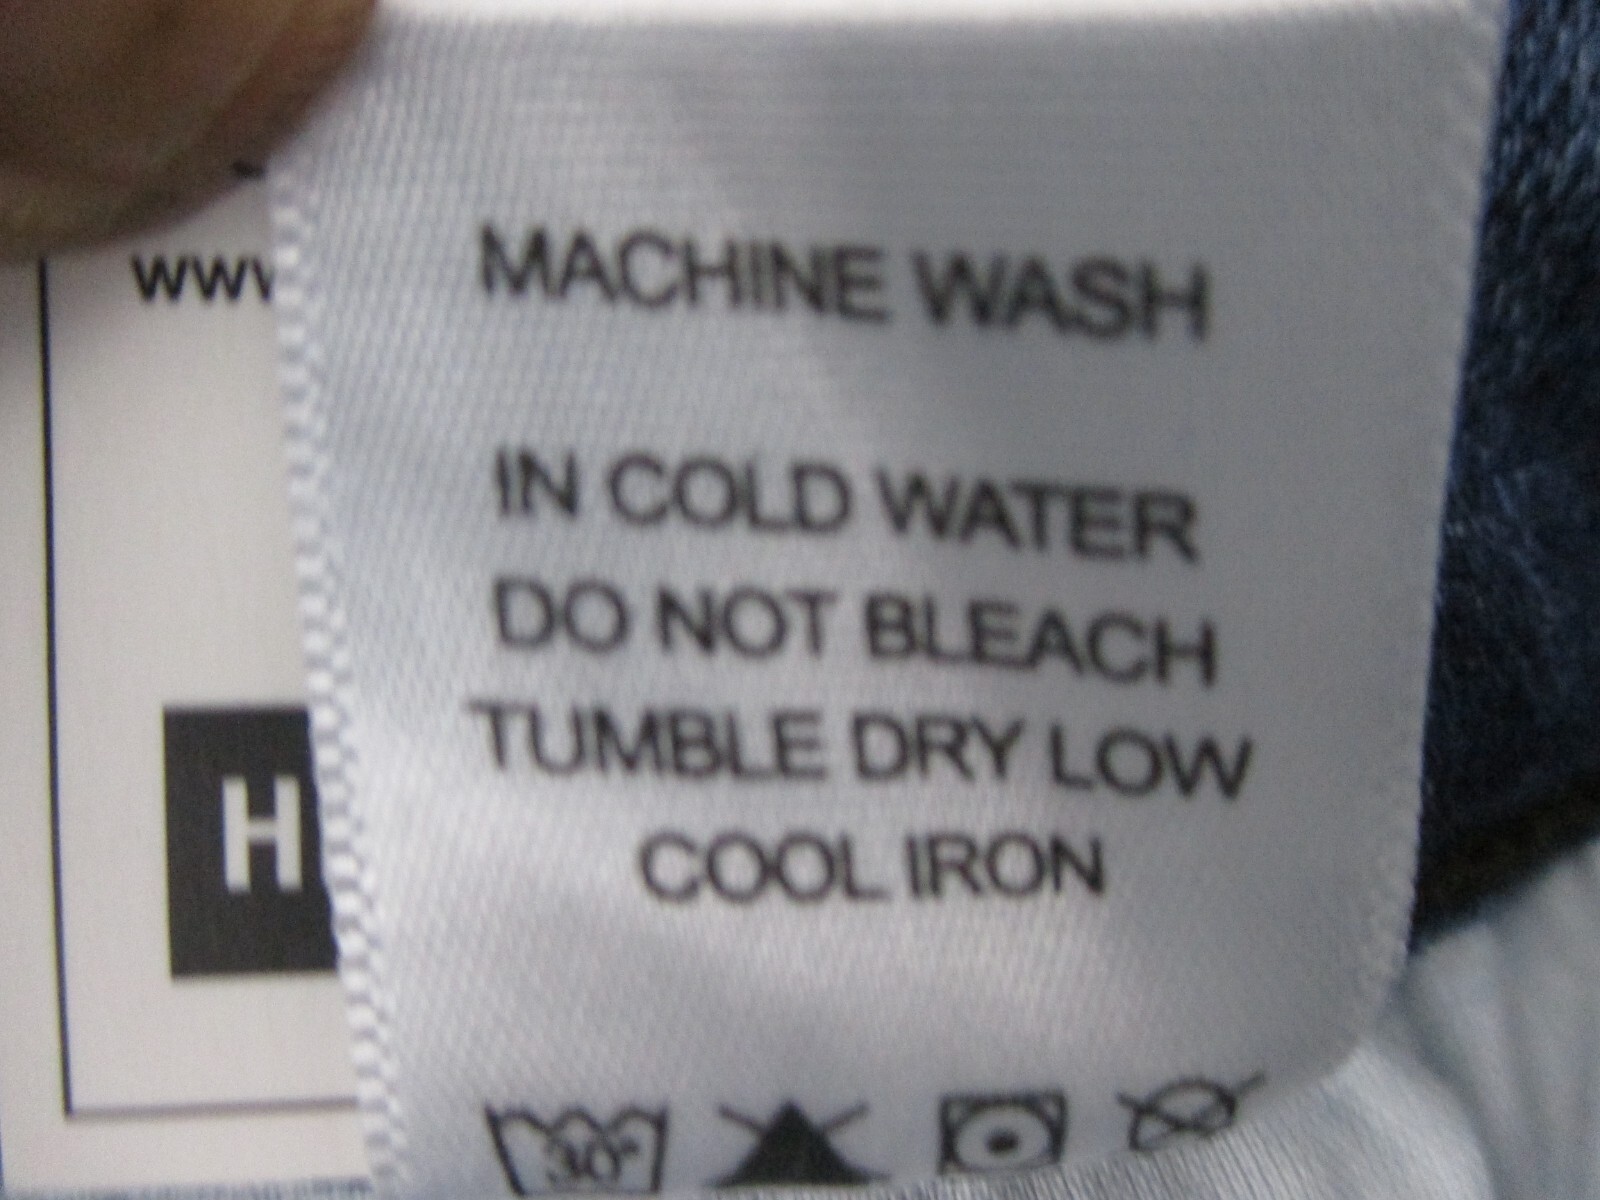 MACHINE WASH
IN COLD WATER
DO NOT BLEACH
TUMBLE DRY LOW
COOL IRON
30°
www
H